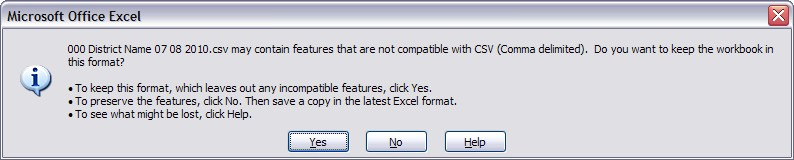 Microsoft Office Excel
000 District Name 07 08 2010.csv may contain features that are not compatible with CSV (Comma delimited).  Do you want to keep the workbook in
this format?
• To keep this format, which leaves out any incompatible features, click Yes.
• To preserve the features, click No. Then save a copy in the latest Excel format.
• To see what might be lost, click Help.
Yes No Help